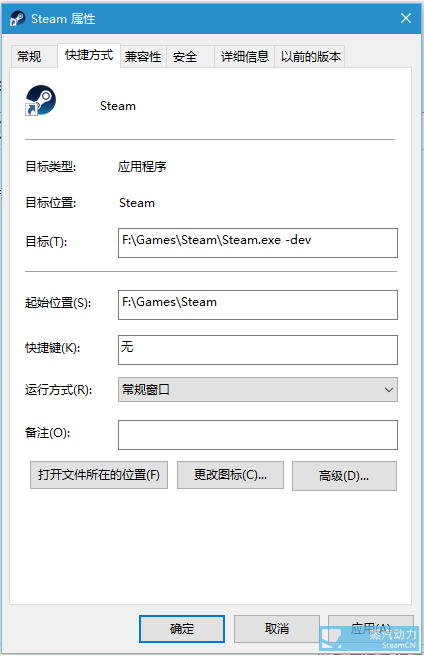 Steam 属性
常规 快捷方式 兼容性 安全 详细信息 以前的版本
Steam
目标类型: 应用程序
目标位置: Steam
目标(T): F:\Games\Steam\Steam.exe -dev
起始位置(S): F:\Games\Steam
快捷键(K): 无
运行方式(R): 常规窗口
备注(O):
打开文件所在的位置(F) 更改图标(C)... 高级(D)...
确定 取消 应用(A)
蒸汽动力
SteamCN